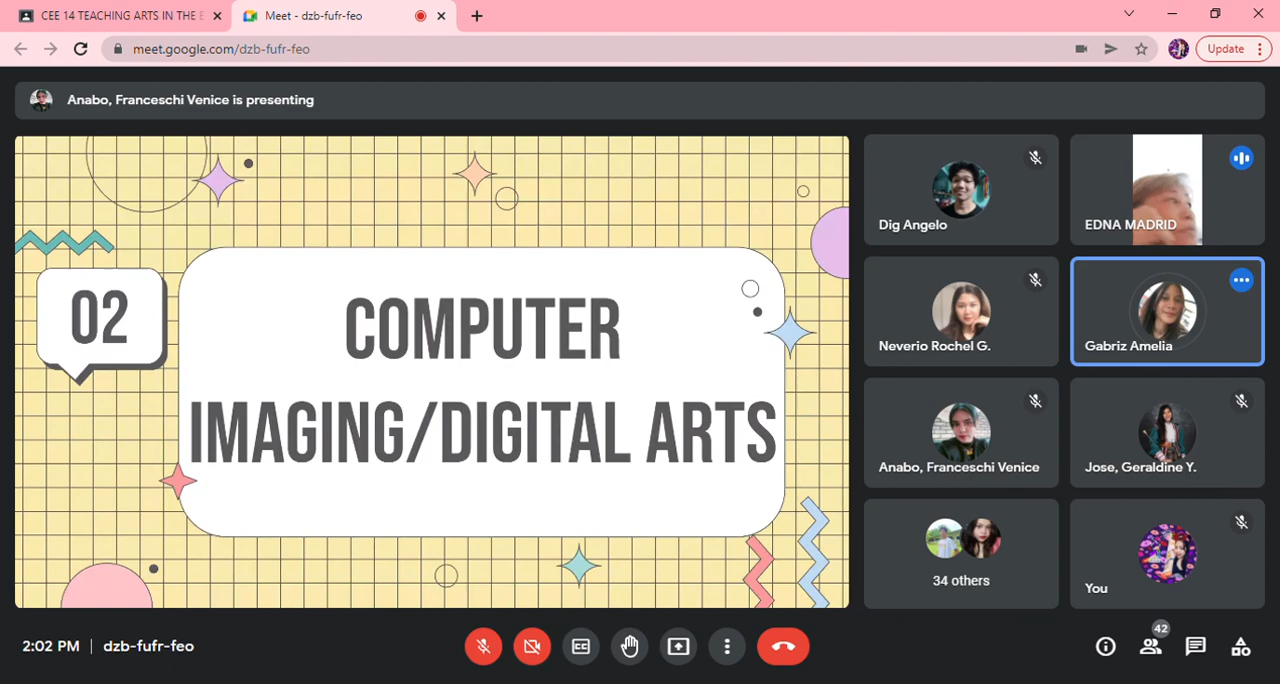 CEE 14 TEACHING ARTS IN THE E
Meet - dzb-fufr-feo
meet.google.com/dzb-fufr-feo
Update
Anabo, Franceschi Venice is presenting
02
COMPUTER
IMAGING/DIGITAL ARTS
Dig Angelo
EDNA MADRID
Neverio Rochel G.
Gabriz Amelia
Anabo, Franceschi Venice
Jose, Geraldine Y.
34 others
You
2:02 PM | dzb-fufr-feo
CC
42